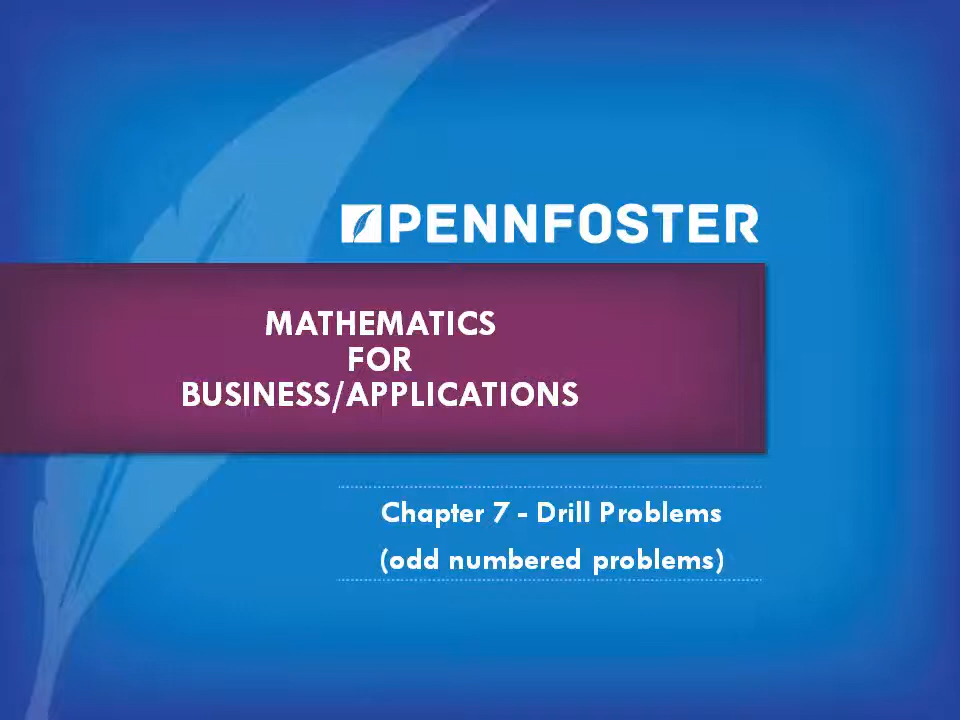 PENNFOSTER
MATHEMATICS
FOR
BUSINESS/APPLICATIONS
Chapter 7 - Drill Problems
(odd numbered problems)